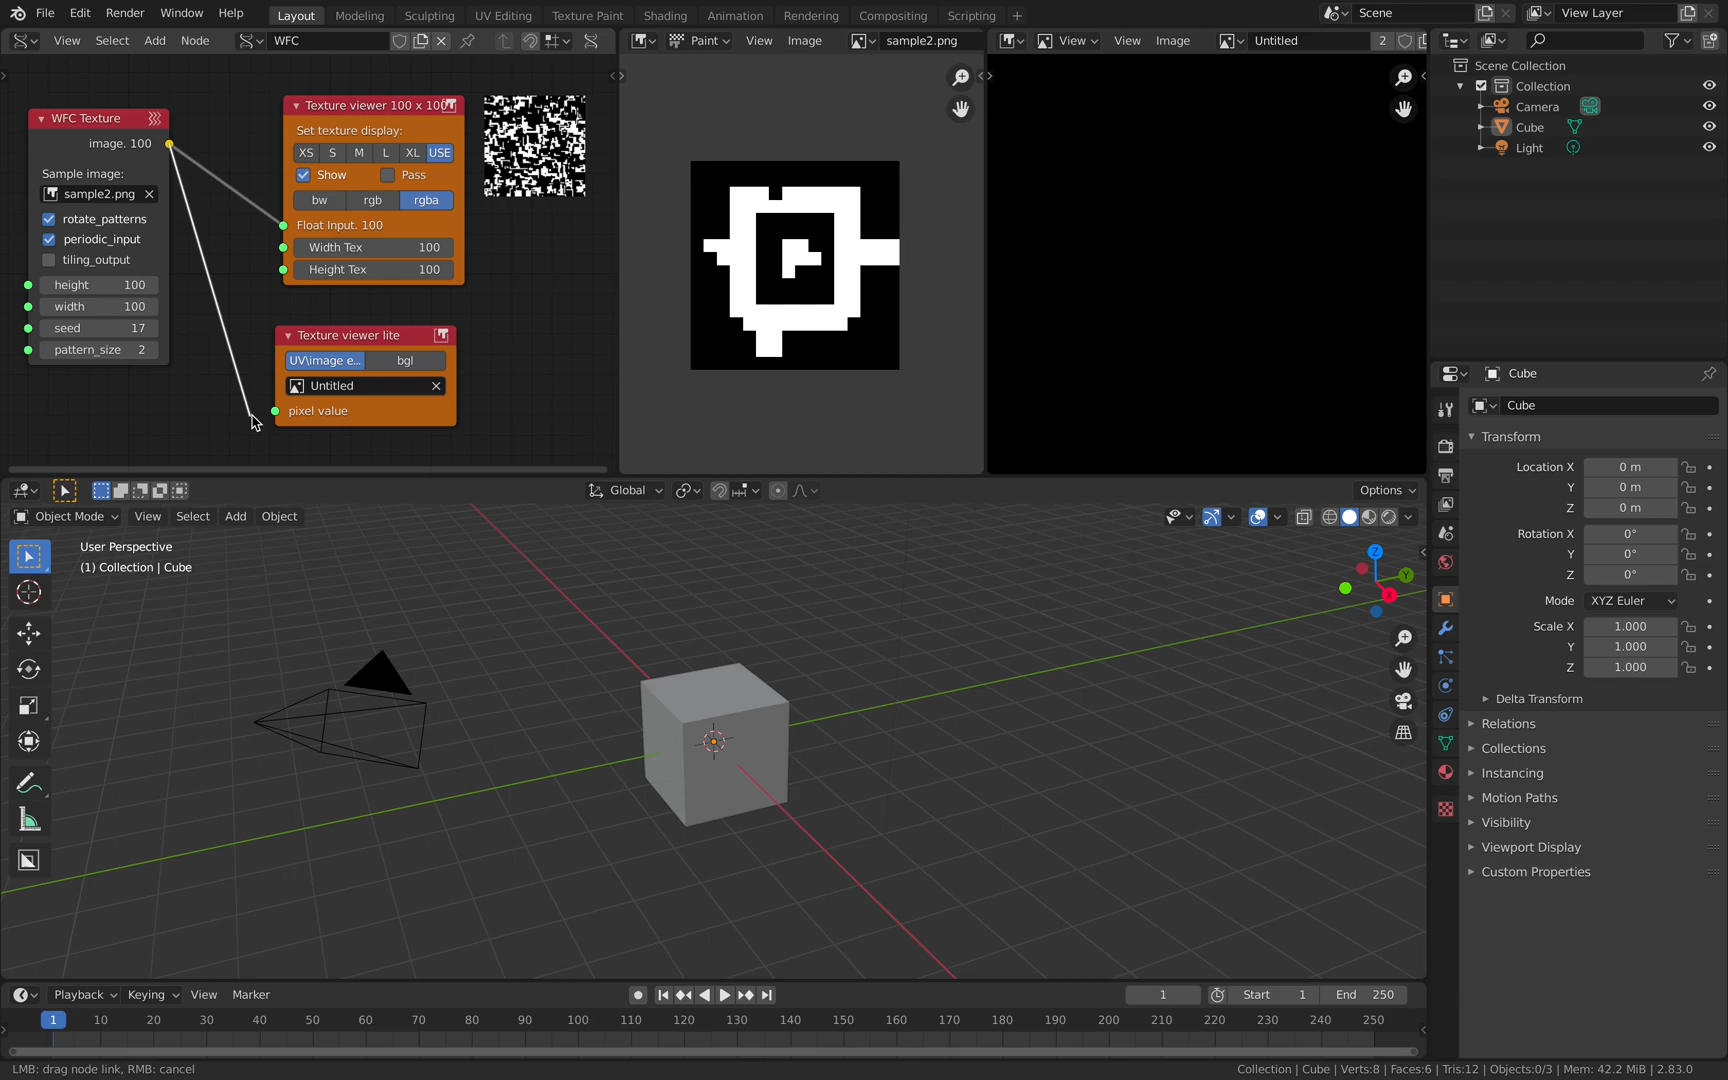 File Edit Render Window Help Layout Modeling Sculpting UV Editing Texture Paint Shading Animation Rendering Compositing Scripting + Scene View Layer
View Select Add Node WFC Paint View Image sample2.png View View Image Untitled 2
Scene Collection
Collection
Camera
Cube
Light
WFC Texture
image. 100
Sample image:
sample2.png
rotate_patterns
periodic_input
tiling_output
height 100
width 100
seed 17
pattern_size 2
Texture viewer 100 x 100
Set texture display:
XS S M L XL USE
Show Pass
bw rgb rgba
Float Input. 100
Width Tex 100
Height Tex 100
Texture viewer lite
UV\image e... bgl
Untitled
pixel value
Global Options
Object Mode View Select Add Object
User Perspective
(1) Collection | Cube
Z
Y
X
Cube
Cube
Transform
Location X 0 m
Y 0 m
Z 0 m
Rotation X 0°
Y 0°
Z 0°
Mode XYZ Euler
Scale X 1.000
Y 1.000
Z 1.000
Delta Transform
Relations
Collections
Instancing
Motion Paths
Visibility
Viewport Display
Custom Properties
Playback Keying View Marker 1 Start 1 End 250
1 10 20 30 40 50 60 70 80 90 100 110 120 130 140 150 160 170 180 190 200 210 220 230 240 250
LMB: drag node link, RMB: cancel
Collection | Cube | Verts:8 | Faces:6 | Tris:12 | Objects:0/3 | Mem: 42.2 MiB | 2.83.0